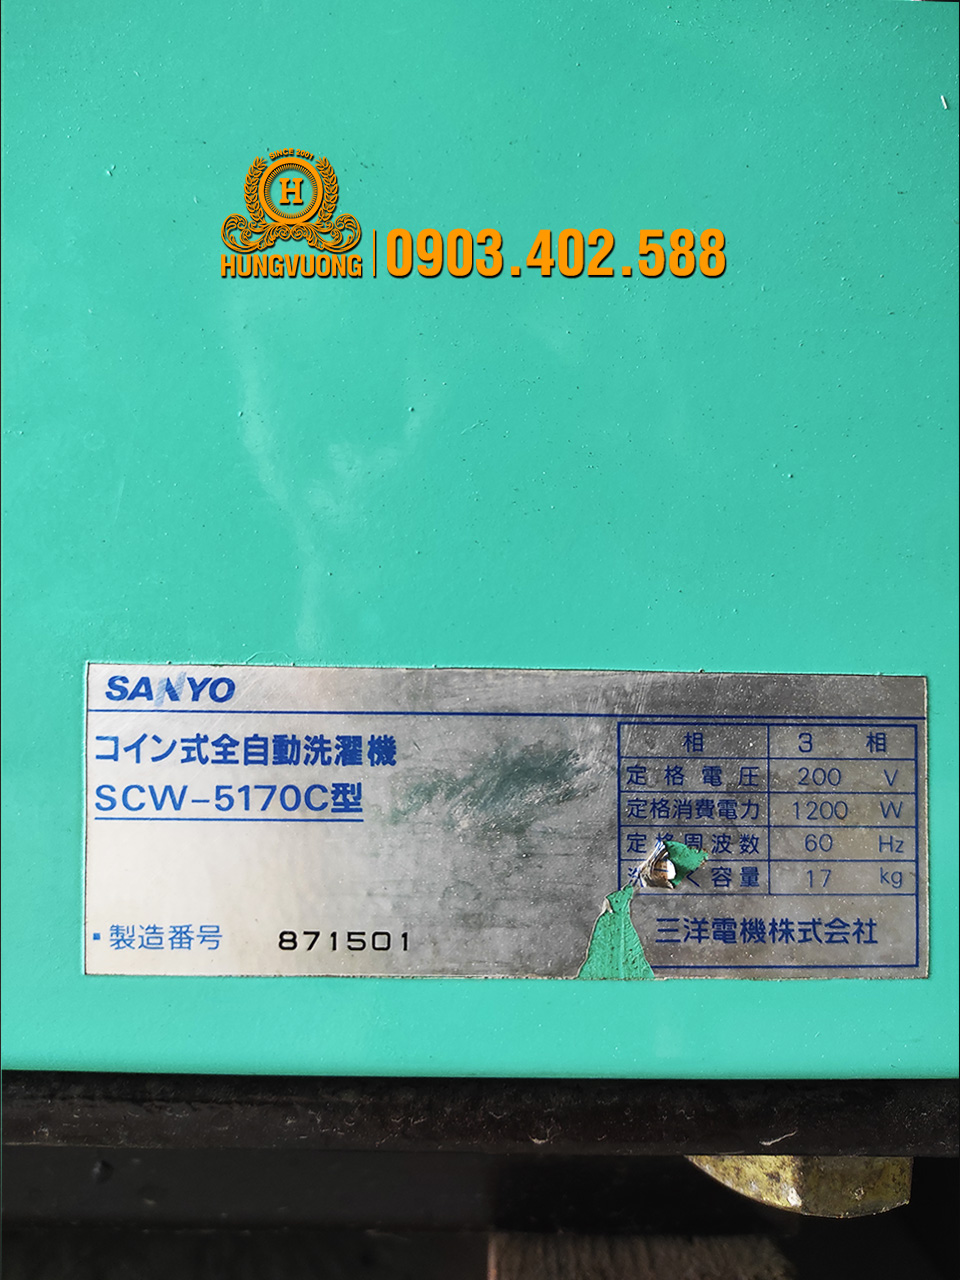 SINCE 2001
H
HUNGVUONG
0903.402.588
SANYO
コイン式全自動洗濯機
SCW-5170C型
相 3 相
定格電圧 200 V
定格消費電力 1200 W
定格周波数 60 Hz
容量 17 kg
三洋電機株式会社
製造番号 871501